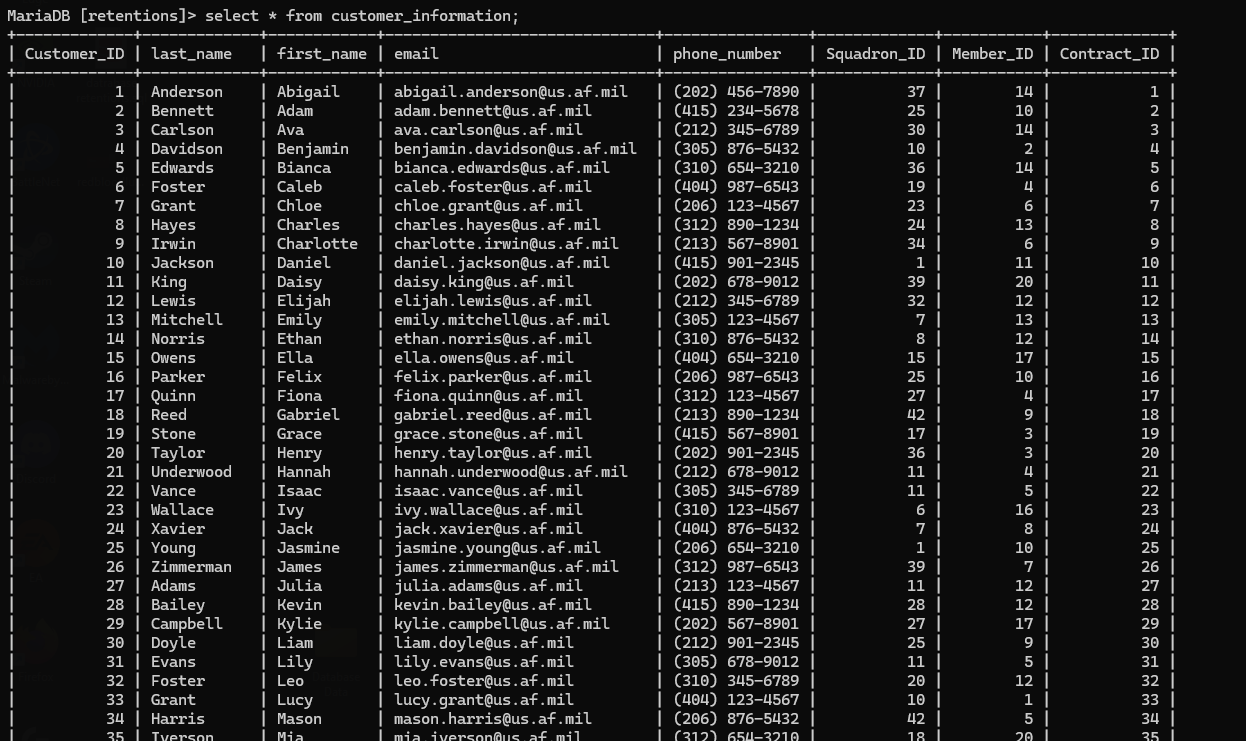 MariaDB [retentions]> select * from customer_information;
+-------------+-------------+------------+------------------------------+----------------+-------------+-----------+-------------+
| Customer_ID | last_name | first_name | email | phone_number | Squadron_ID | Member_ID | Contract_ID |
+-------------+-------------+------------+------------------------------+----------------+-------------+-----------+-------------+
| 1 | Anderson | Abigail | abigail.anderson@us.af.mil | (202) 456-7890 | 37 | 14 | 1 |
| 2 | Bennett | Adam | adam.bennett@us.af.mil | (415) 234-5678 | 25 | 10 | 2 |
| 3 | Carlson | Ava | ava.carlson@us.af.mil | (212) 345-6789 | 30 | 14 | 3 |
| 4 | Davidson | Benjamin | benjamin.davidson@us.af.mil | (305) 876-5432 | 10 | 2 | 4 |
| 5 | Edwards | Bianca | bianca.edwards@us.af.mil | (310) 654-3210 | 36 | 14 | 5 |
| 6 | Foster | Caleb | caleb.foster@us.af.mil | (404) 987-6543 | 19 | 4 | 6 |
| 7 | Grant | Chloe | chloe.grant@us.af.mil | (206) 123-4567 | 23 | 6 | 7 |
| 8 | Hayes | Charles | charles.hayes@us.af.mil | (312) 890-1234 | 24 | 13 | 8 |
| 9 | Irwin | Charlotte | charlotte.irwin@us.af.mil | (213) 567-8901 | 34 | 6 | 9 |
| 10 | Jackson | Daniel | daniel.jackson@us.af.mil | (415) 901-2345 | 1 | 11 | 10 |
| 11 | King | Daisy | daisy.king@us.af.mil | (202) 678-9012 | 39 | 20 | 11 |
| 12 | Lewis | Elijah | elijah.lewis@us.af.mil | (212) 345-6789 | 32 | 12 | 12 |
| 13 | Mitchell | Emily | emily.mitchell@us.af.mil | (305) 123-4567 | 7 | 13 | 13 |
| 14 | Norris | Ethan | ethan.norris@us.af.mil | (310) 876-5432 | 8 | 12 | 14 |
| 15 | Owens | Ella | ella.owens@us.af.mil | (404) 654-3210 | 15 | 17 | 15 |
| 16 | Parker | Felix | felix.parker@us.af.mil | (206) 987-6543 | 25 | 10 | 16 |
| 17 | Quinn | Fiona | fiona.quinn@us.af.mil | (312) 123-4567 | 27 | 4 | 17 |
| 18 | Reed | Gabriel | gabriel.reed@us.af.mil | (213) 890-1234 | 42 | 9 | 18 |
| 19 | Stone | Grace | grace.stone@us.af.mil | (415) 567-8901 | 17 | 3 | 19 |
| 20 | Taylor | Henry | henry.taylor@us.af.mil | (202) 901-2345 | 36 | 3 | 20 |
| 21 | Underwood | Hannah | hannah.underwood@us.af.mil | (212) 678-9012 | 11 | 4 | 21 |
| 22 | Vance | Isaac | isaac.vance@us.af.mil | (305) 345-6789 | 11 | 5 | 22 |
| 23 | Wallace | Ivy | ivy.wallace@us.af.mil | (310) 123-4567 | 6 | 16 | 23 |
| 24 | Xavier | Jack | jack.xavier@us.af.mil | (404) 876-5432 | 7 | 8 | 24 |
| 25 | Young | Jasmine | jasmine.young@us.af.mil | (206) 654-3210 | 1 | 10 | 25 |
| 26 | Zimmerman | James | james.zimmerman@us.af.mil | (312) 987-6543 | 39 | 7 | 26 |
| 27 | Adams | Julia | julia.adams@us.af.mil | (213) 123-4567 | 11 | 12 | 27 |
| 28 | Bailey | Kevin | kevin.bailey@us.af.mil | (415) 890-1234 | 28 | 12 | 28 |
| 29 | Campbell | Kylie | kylie.campbell@us.af.mil | (202) 567-8901 | 27 | 17 | 29 |
| 30 | Doyle | Liam | liam.doyle@us.af.mil | (212) 901-2345 | 25 | 9 | 30 |
| 31 | Evans | Lily | lily.evans@us.af.mil | (305) 678-9012 | 11 | 5 | 31 |
| 32 | Foster | Leo | leo.foster@us.af.mil | (310) 345-6789 | 20 | 12 | 32 |
| 33 | Grant | Lucy | lucy.grant@us.af.mil | (404) 123-4567 | 10 | 1 | 33 |
| 34 | Harris | Mason | mason.harris@us.af.mil | (206) 876-5432 | 42 | 5 | 34 |
| 35 | Iverson | Mia | mia.iverson@us.af.mil | (312) 654-3210 | 18 | 20 | 35 |